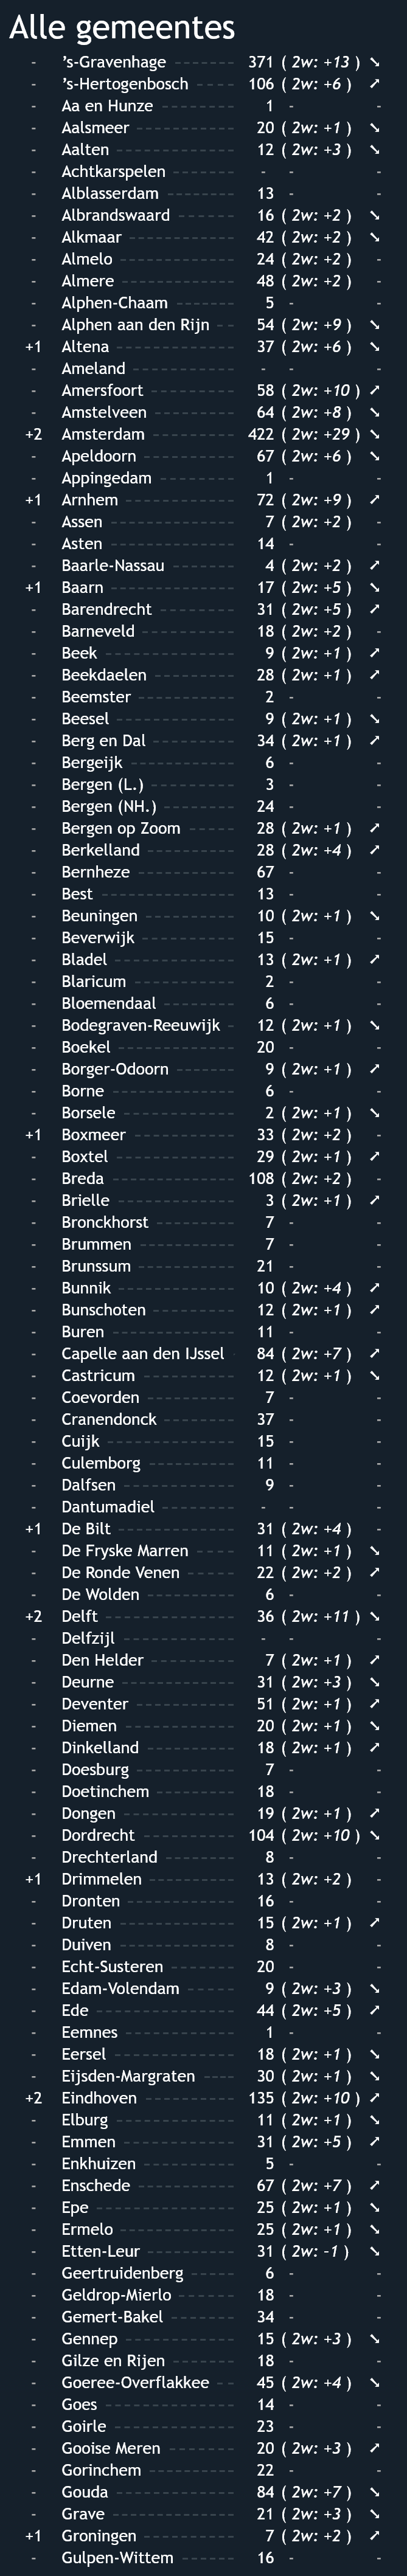 Alle gemeentes
- 's-Gravenhage 371 ( 2w: +13 ) ➘
- 's-Hertogenbosch 106 ( 2w: +6 ) ➚
- Aa en Hunze 1 - -
- Aalsmeer 20 ( 2w: +1 ) ➘
- Aalten 12 ( 2w: +3 ) ➘
- Achtkarspelen - - -
- Alblasserdam 13 - -
- Albrandswaard 16 ( 2w: +2 ) ➘
- Alkmaar 42 ( 2w: +2 ) ➘
- Almelo 24 ( 2w: +2 ) -
- Almere 48 ( 2w: +2 ) -
- Alphen-Chaam 5 - -
- Alphen aan den Rijn 54 ( 2w: +9 ) ➘
+1 Altena 37 ( 2w: +6 ) ➘
- Ameland - - -
- Amersfoort 58 ( 2w: +10 ) ➚
- Amstelveen 64 ( 2w: +8 ) ➘
+2 Amsterdam 422 ( 2w: +29 ) ➘
- Apeldoorn 67 ( 2w: +6 ) ➘
- Appingedam 1 - -
+1 Arnhem 72 ( 2w: +9 ) ➚
- Assen 7 ( 2w: +2 ) -
- Asten 14 - -
- Baarle-Nassau 4 ( 2w: +2 ) ➚
+1 Baarn 17 ( 2w: +5 ) ➘
- Barendrecht 31 ( 2w: +5 ) ➚
- Barneveld 18 ( 2w: +2 ) -
- Beek 9 ( 2w: +1 ) ➚
- Beekdaelen 28 ( 2w: +1 ) ➚
- Beemster 2 - -
- Beesel 9 ( 2w: +1 ) ➘
- Berg en Dal 34 ( 2w: +1 ) ➚
- Bergeijk 6 - -
- Bergen (L.) 3 - -
- Bergen (NH.) 24 - -
- Bergen op Zoom 28 ( 2w: +1 ) ➚
- Berkelland 28 ( 2w: +4 ) ➚
- Bernheze 67 - -
- Best 13 - -
- Beuningen 10 ( 2w: +1 ) ➘
- Beverwijk 15 - -
- Bladel 13 ( 2w: +1 ) ➚
- Blaricum 2 - -
- Bloemendaal 6 - -
- Bodegraven-Reeuwijk 12 ( 2w: +1 ) ➘
- Boekel 20 - -
- Borger-Odoorn 9 ( 2w: +1 ) ➚
- Borne 6 - -
- Borsele 2 ( 2w: +1 ) ➘
+1 Boxmeer 33 ( 2w: +2 ) -
- Boxtel 29 ( 2w: +1 ) ➚
- Breda 108 ( 2w: +2 ) -
- Brielle 3 ( 2w: +1 ) ➚
- Bronckhorst 7 - -
- Brummen 7 - -
- Brunssum 21 - -
- Bunnik 10 ( 2w: +4 ) ➚
- Bunschoten 12 ( 2w: +1 ) ➚
- Buren 11 - -
- Capelle aan den IJssel 84 ( 2w: +7 ) ➚
- Castricum 12 ( 2w: +1 ) ➘
- Coevorden 7 - -
- Cranendonck 37 - -
- Cuijk 15 - -
- Culemborg 11 - -
- Dalfsen 9 - -
- Dantumadiel - - -
+1 De Bilt 31 ( 2w: +4 ) -
- De Fryske Marren 11 ( 2w: +1 ) ➘
- De Ronde Venen 22 ( 2w: +2 ) ➚
- De Wolden 6 - -
+2 Delft 36 ( 2w: +11 ) ➘
- Delfzijl - - -
- Den Helder 7 ( 2w: +1 ) ➚
- Deurne 31 ( 2w: +3 ) ➘
- Deventer 51 ( 2w: +1 ) ➚
- Diemen 20 ( 2w: +1 ) ➘
- Dinkelland 18 ( 2w: +1 ) ➚
- Doesburg 7 - -
- Doetinchem 18 - -
- Dongen 19 ( 2w: +1 ) ➚
- Dordrecht 104 ( 2w: +10 ) ➘
- Drechterland 8 - -
+1 Drimmelen 13 ( 2w: +2 ) -
- Dronten 16 - -
- Druten 15 ( 2w: +1 ) ➚
- Duiven 8 - -
- Echt-Susteren 20 - -
- Edam-Volendam 9 ( 2w: +3 ) ➘
- Ede 44 ( 2w: +5 ) ➚
- Eemnes 1 - -
- Eersel 18 ( 2w: +1 ) ➘
- Eijsden-Margraten 30 ( 2w: +1 ) ➘
+2 Eindhoven 135 ( 2w: +10 ) ➚
- Elburg 11 ( 2w: +1 ) ➘
- Emmen 31 ( 2w: +5 ) ➚
- Enkhuizen 5 - -
- Enschede 67 ( 2w: +7 ) ➚
- Epe 25 ( 2w: +1 ) ➘
- Ermelo 25 ( 2w: +1 ) ➘
- Etten-Leur 31 ( 2w: -1 ) ➘
- Geertruidenberg 6 - -
- Geldrop-Mierlo 18 - -
- Gemert-Bakel 34 - -
- Gennep 15 ( 2w: +3 ) ➘
- Gilze en Rijen 18 - -
- Goeree-Overflakkee 45 ( 2w: +4 ) ➘
- Goes 14 - -
- Goirle 23 - -
- Gooise Meren 20 ( 2w: +3 ) ➚
- Gorinchem 22 - -
- Gouda 84 ( 2w: +7 ) ➘
- Grave 21 ( 2w: +3 ) ➘
+1 Groningen 7 ( 2w: +2 ) ➚
- Gulpen-Wittem 16 - -